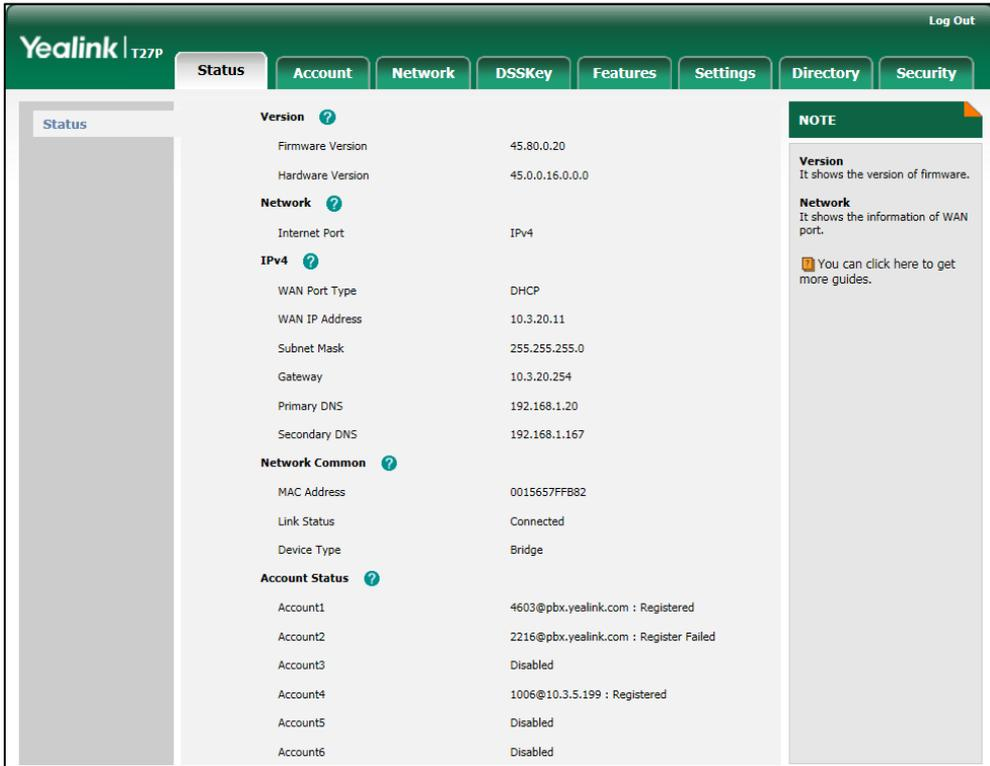 Log Out
Yealink | T27P
Status Account Network DSSKey Features Settings Directory Security
Status
Version ?
Firmware Version 45.80.0.20
Hardware Version 45.0.0.16.0.0.0
Network ?
Internet Port IPv4
IPv4 ?
WAN Port Type DHCP
WAN IP Address 10.3.20.11
Subnet Mask 255.255.255.0
Gateway 10.3.20.254
Primary DNS 192.168.1.20
Secondary DNS 192.168.1.167
Network Common ?
MAC Address 0015657FFB82
Link Status Connected
Device Type Bridge
Account Status ?
Account1 4603@pbx.yealink.com : Registered
Account2 2216@pbx.yealink.com : Register Failed
Account3 Disabled
Account4 1006@10.3.5.199 : Registered
Account5 Disabled
Account6 Disabled
NOTE
Version
It shows the version of firmware.
Network
It shows the information of WAN
port.
? You can click here to get
more guides.